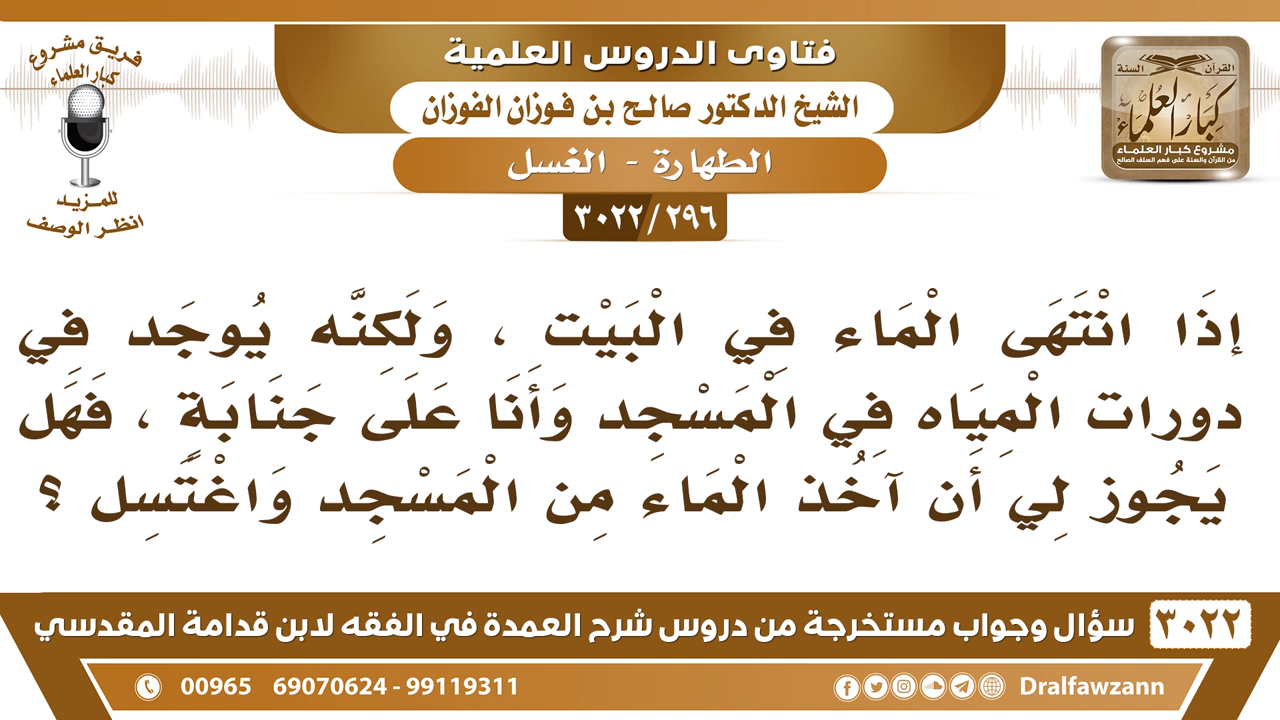 فريق مشروع
كبار العلماء
للمزيد
انظر الوصف
فتاوى الدروس العلمية
الشيخ الدكتور صالح بن فوزان الفوزان
الطهارة - الغسل
٢٩٦ / ٣٠٢٢
القرآن السنة
كبار العلماء
مشروع كبار العلماء
من القرآن والسنة على فهم السلف الصالح
إِذَا انْتَهَى الْمَاء فِي الْبَيْت ، وَلَكِنَّه يُوجَد فِي
دورات الْمِيَاه فِي الْمَسْجِد وَأَنَا عَلَى جَنَابَةٍ ، فَهَل
يَجُوز لِي أَن آخُذ الْمَاء مِن الْمَسْجِد وَاغْتَسِل ؟
٣٠٢٢ سؤال وجواب مستخرجة من دروس شرح العمدة في الفقه لابن قدامة المقدسي
00965 69070624 - 99119311
Dralfawzann